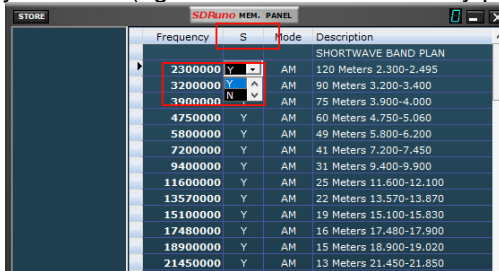 STORE SDRuno MEM. PANEL
Frequency S Mode Description
SHORTWAVE BAND PLAN
2300000 Y AM 120 Meters 2.300-2.495
3200000 Y AM 90 Meters 3.200-3.400
3900000 N AM 75 Meters 3.900-4.000
4750000 Y AM 60 Meters 4.750-5.060
5800000 Y AM 49 Meters 5.800-6.200
7200000 Y AM 41 Meters 7.200-7.450
9400000 Y AM 31 Meters 9.400-9.900
11600000 Y AM 25 Meters 11.600-12.100
13570000 Y AM 22 Meters 13.570-13.870
15100000 Y AM 19 Meters 15.100-15.830
17480000 Y AM 16 Meters 17.480-17.900
18900000 Y AM 15 Meters 18.900-19.020
21450000 Y AM 13 Meters 21.450-21.850